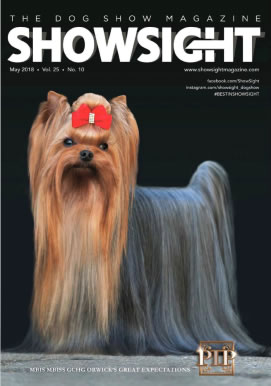 THE DOG SHOW MAGAZINE
SHOWSIGHT
May 2018 • Vol. 25 • No. 10
www.showsightmagazine.com
facebook.com/ShowSight
instagram.com/showsight_dogshow
#BESTINSHOWSIGHT
PIP
MBIS MBISS GCHG ORWICK'S GREAT EXPECTATIONS